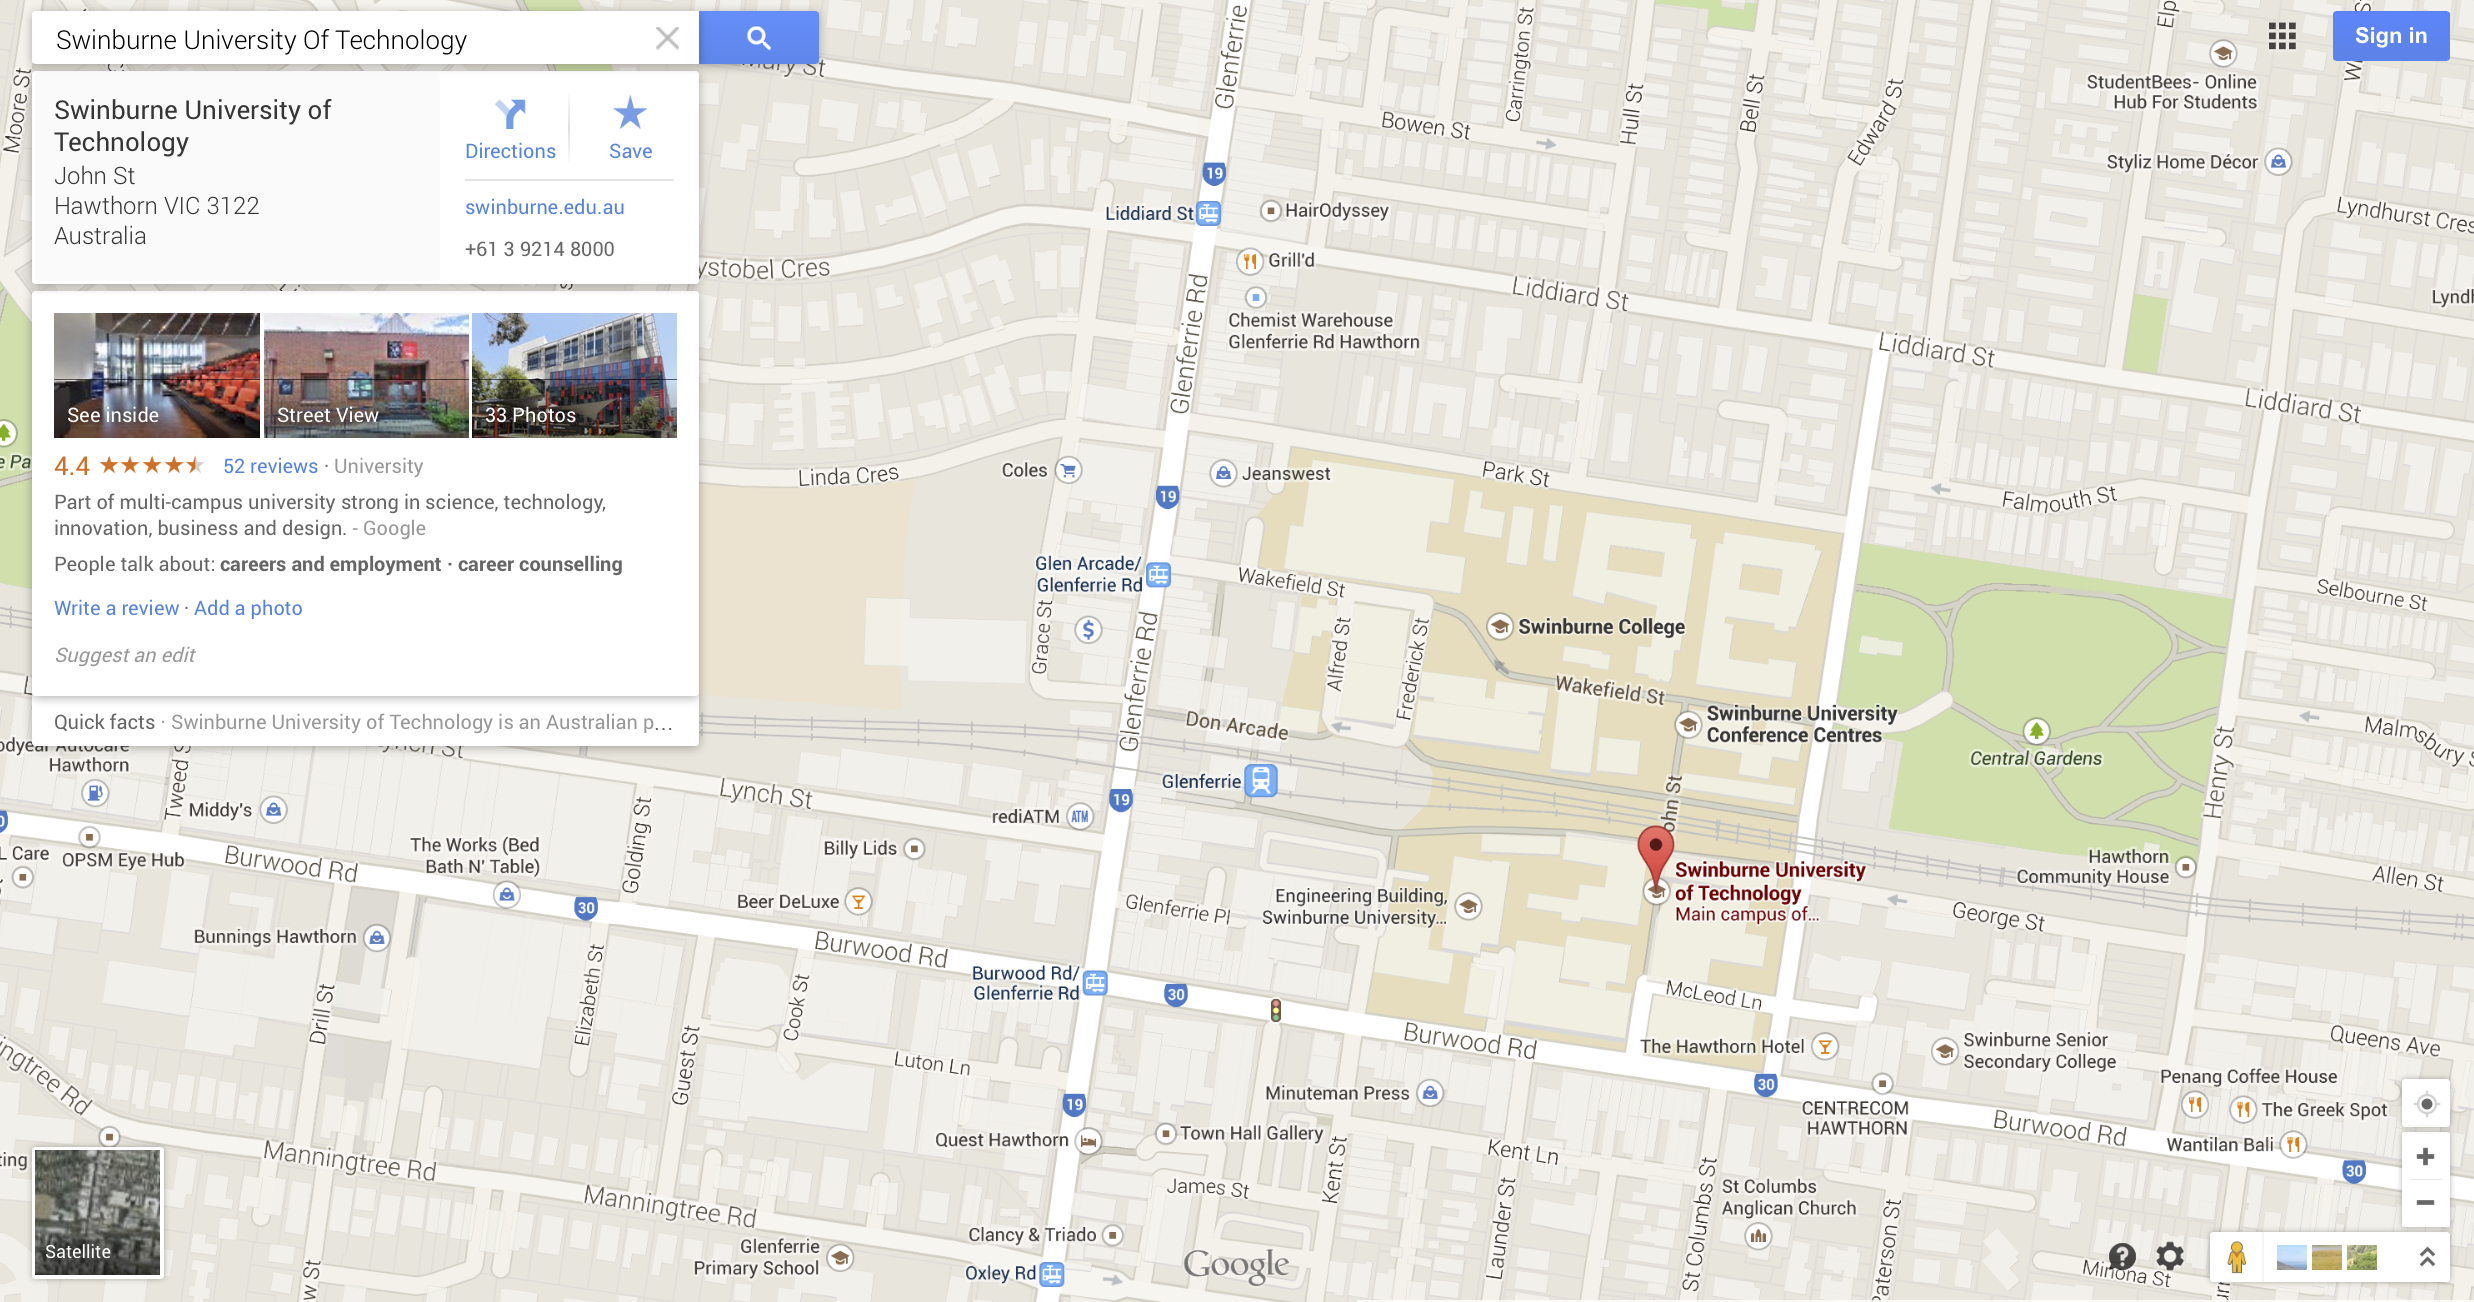 Swinburne University Of Technology
Sign in
Swinburne University of
Technology
John St
Hawthorn VIC 3122
Australia
Directions
Save
swinburne.edu.au
+61 3 9214 8000
See inside
Street View
33 Photos
4.4
52 reviews · University
Part of multi-campus university strong in science, technology,
innovation, business and design. - Google
People talk about: careers and employment · career counselling
Write a review · Add a photo
Suggest an edit
Quick facts · Swinburne University of Technology is an Australian p...
Moore St
Glenferrie
Carrington St
Hull St
Bell St
Edward St
Bowen St
StudentBees- Online
Hub For Students
Styliz Home Décor
Lyndhurst Cres
19
Liddiard St
HairOdyssey
Grill'd
Chemist Warehouse
Glenferrie Rd Hawthorn
Glenferrie Rd
Liddiard St
Liddiard St
Liddiard St
Linda Cres
Coles
Jeanswest
Park St
Falmouth St
19
Glen Arcade/
Glenferrie Rd
Wakefield St
Selbourne St
Grace St
$
Glenferrie Rd
Alfred St
Frederick St
Swinburne College
Wakefield St
Swinburne University
Conference Centres
Don Arcade
Central Gardens
Henry St
Malmsbury S
Glenferrie
Hawthorn
Tweed S
Middy's
OPSM Eye Hub
L Care
The Works (Bed
Bath N' Table)
Golding St
Lynch St
rediATM
ATM
19
Billy Lids
Beer DeLuxe
Glenferrie Pl
Engineering Building,
Swinburne University...
Swinburne University
of Technology
Main campus of...
Hawthorn
Community House
Allen St
George St
Burwood Rd
30
Bunnings Hawthorn
Burwood Rd
Burwood Rd/
Glenferrie Rd
30
McLeod Ln
Drill St
Elizabeth St
Cook St
Guest St
Luton Ln
Burwood Rd
The Hawthorn Hotel
Swinburne Senior
Secondary College
Queens Ave
30
Minuteman Press
CENTRECOM
HAWTHORN
Penang Coffee House
The Greek Spot
Burwood Rd
Wantilan Bali
30
19
Quest Hawthorn
Town Hall Gallery
Kent St
Kent Ln
James St
Launder St
St Columbs St
St Columbs
Anglican Church
Paterson St
Minona St
Manningtree Rd
Manningtree Rd
Clancy & Triado
Glenferrie
Primary School
Oxley Rd
Satellite
Google